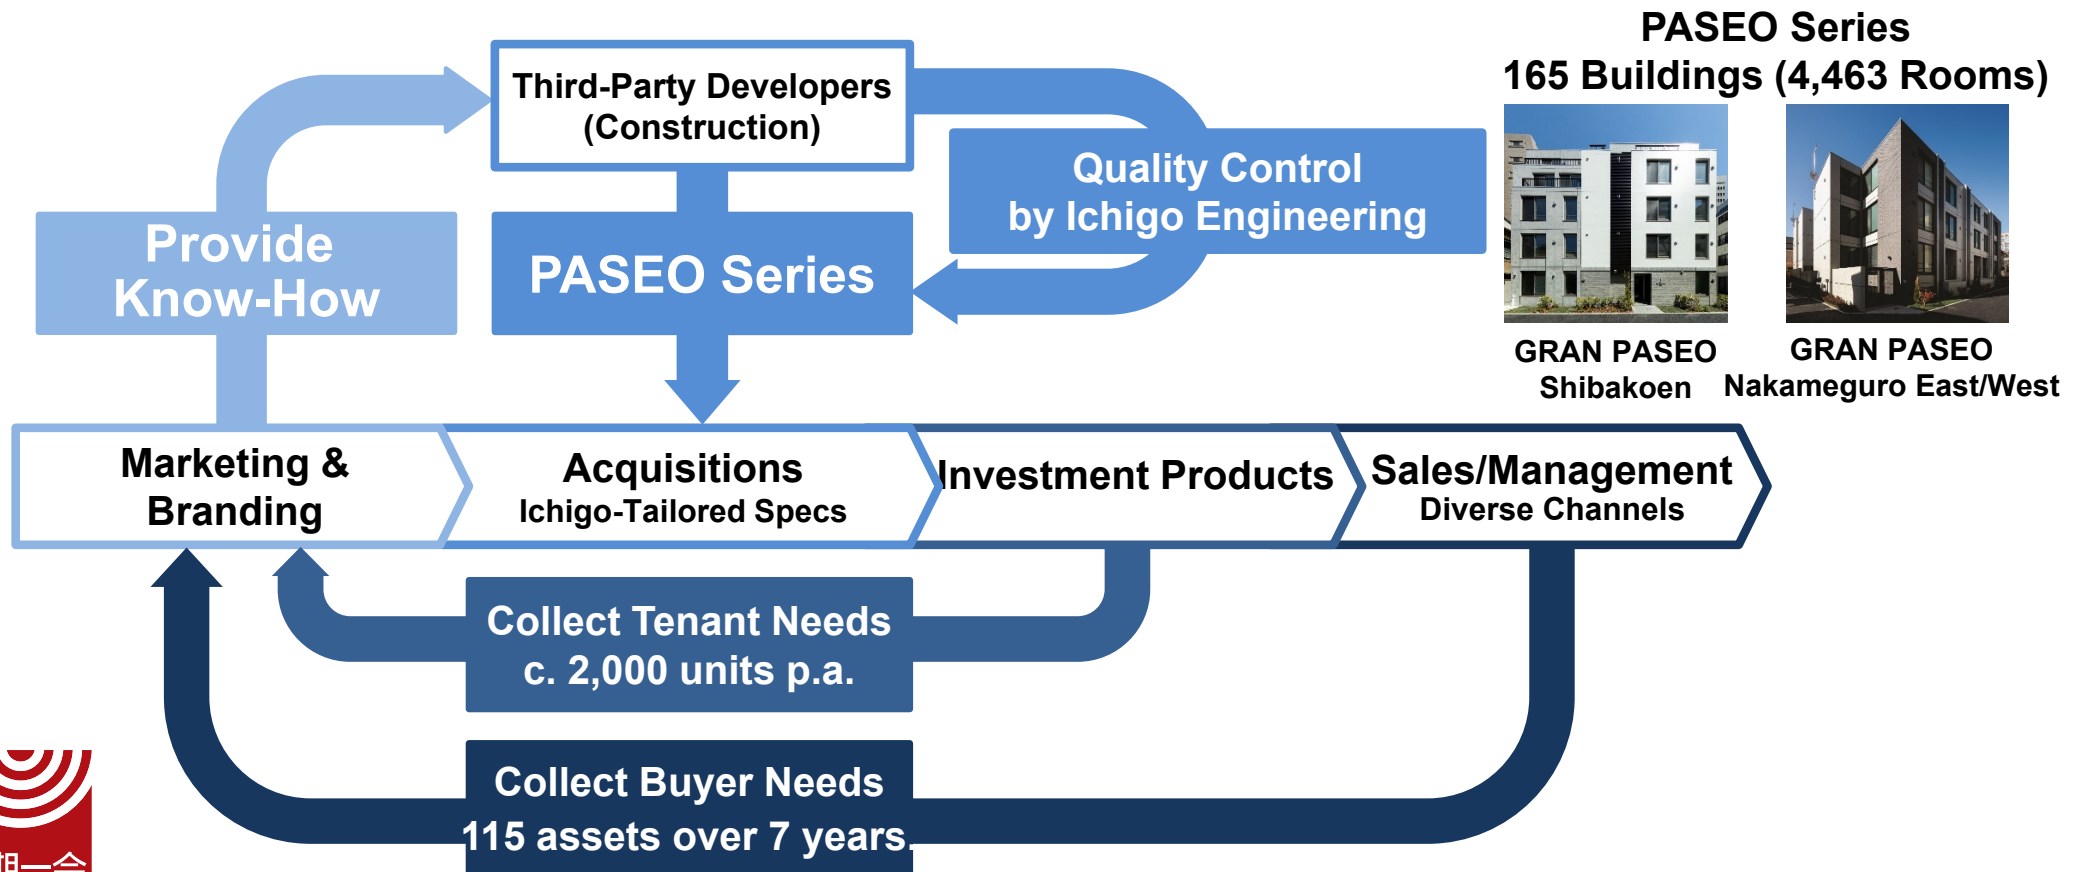 PASEO Series
165 Buildings (4,463 Rooms)
Third-Party Developers
(Construction)
Quality Control
by Ichigo Engineering
Provide
Know-How
PASEO Series
GRAN PASEO
Shibakoen
GRAN PASEO
Nakameguro East/West
Marketing &
Branding
Acquisitions
Ichigo-Tailored Specs
Investment Products
Sales/Management
Diverse Channels
Collect Tenant Needs
c. 2,000 units p.a.
Collect Buyer Needs
115 assets over 7 years.